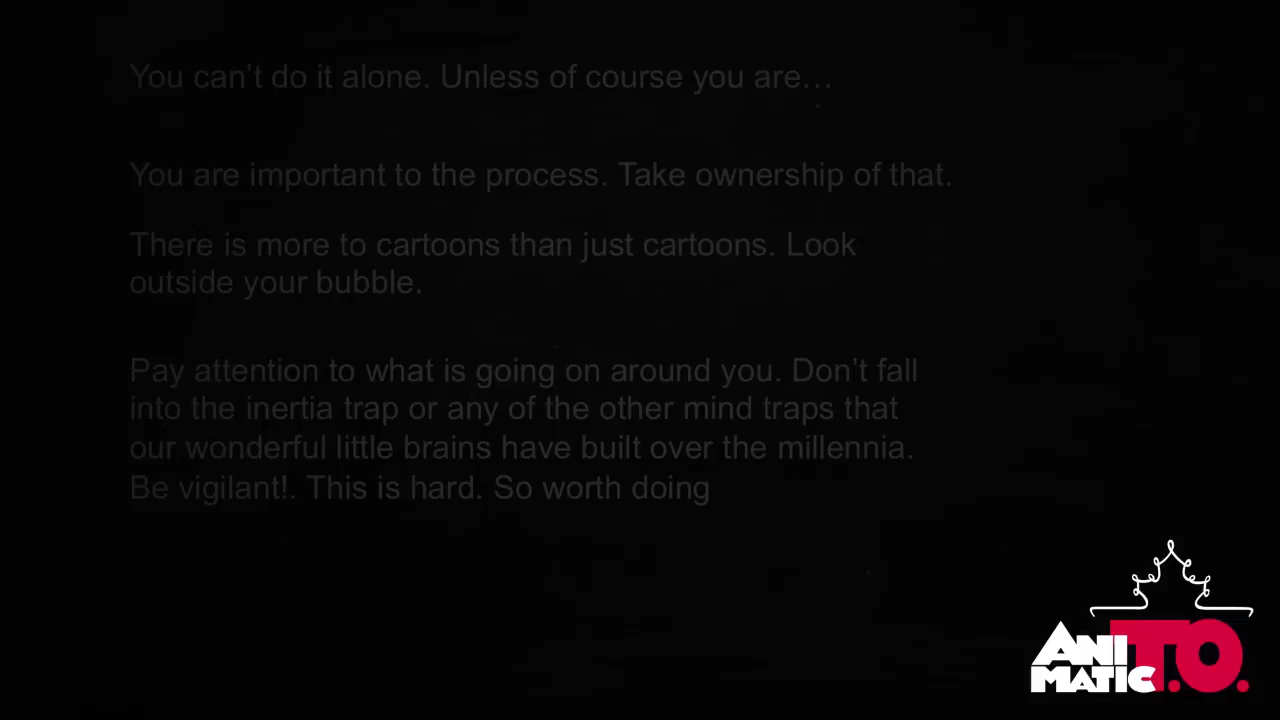 You can't do it alone. Unless of course you are…
You are important to the process. Take ownership of that.
There is more to cartoons than just cartoons. Look
outside your bubble.
Pay attention to what is going on around you. Don’t fall
into the inertia trap or any of the other mind traps that
our wonderful little brains have built over the millennia.
Be vigilant!. This is hard. So worth doing
ANI T.O.
MATIC